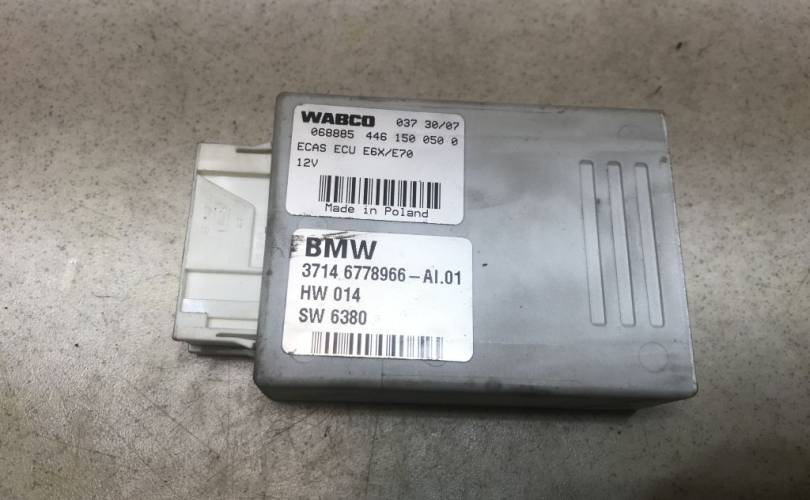 WABCO 037 30/07
068885 446 150 050 0
ECAS ECU E6X/E70
12V
Made in Poland
BMW
3714 6778966-AI.01
HW 014
SW 6380